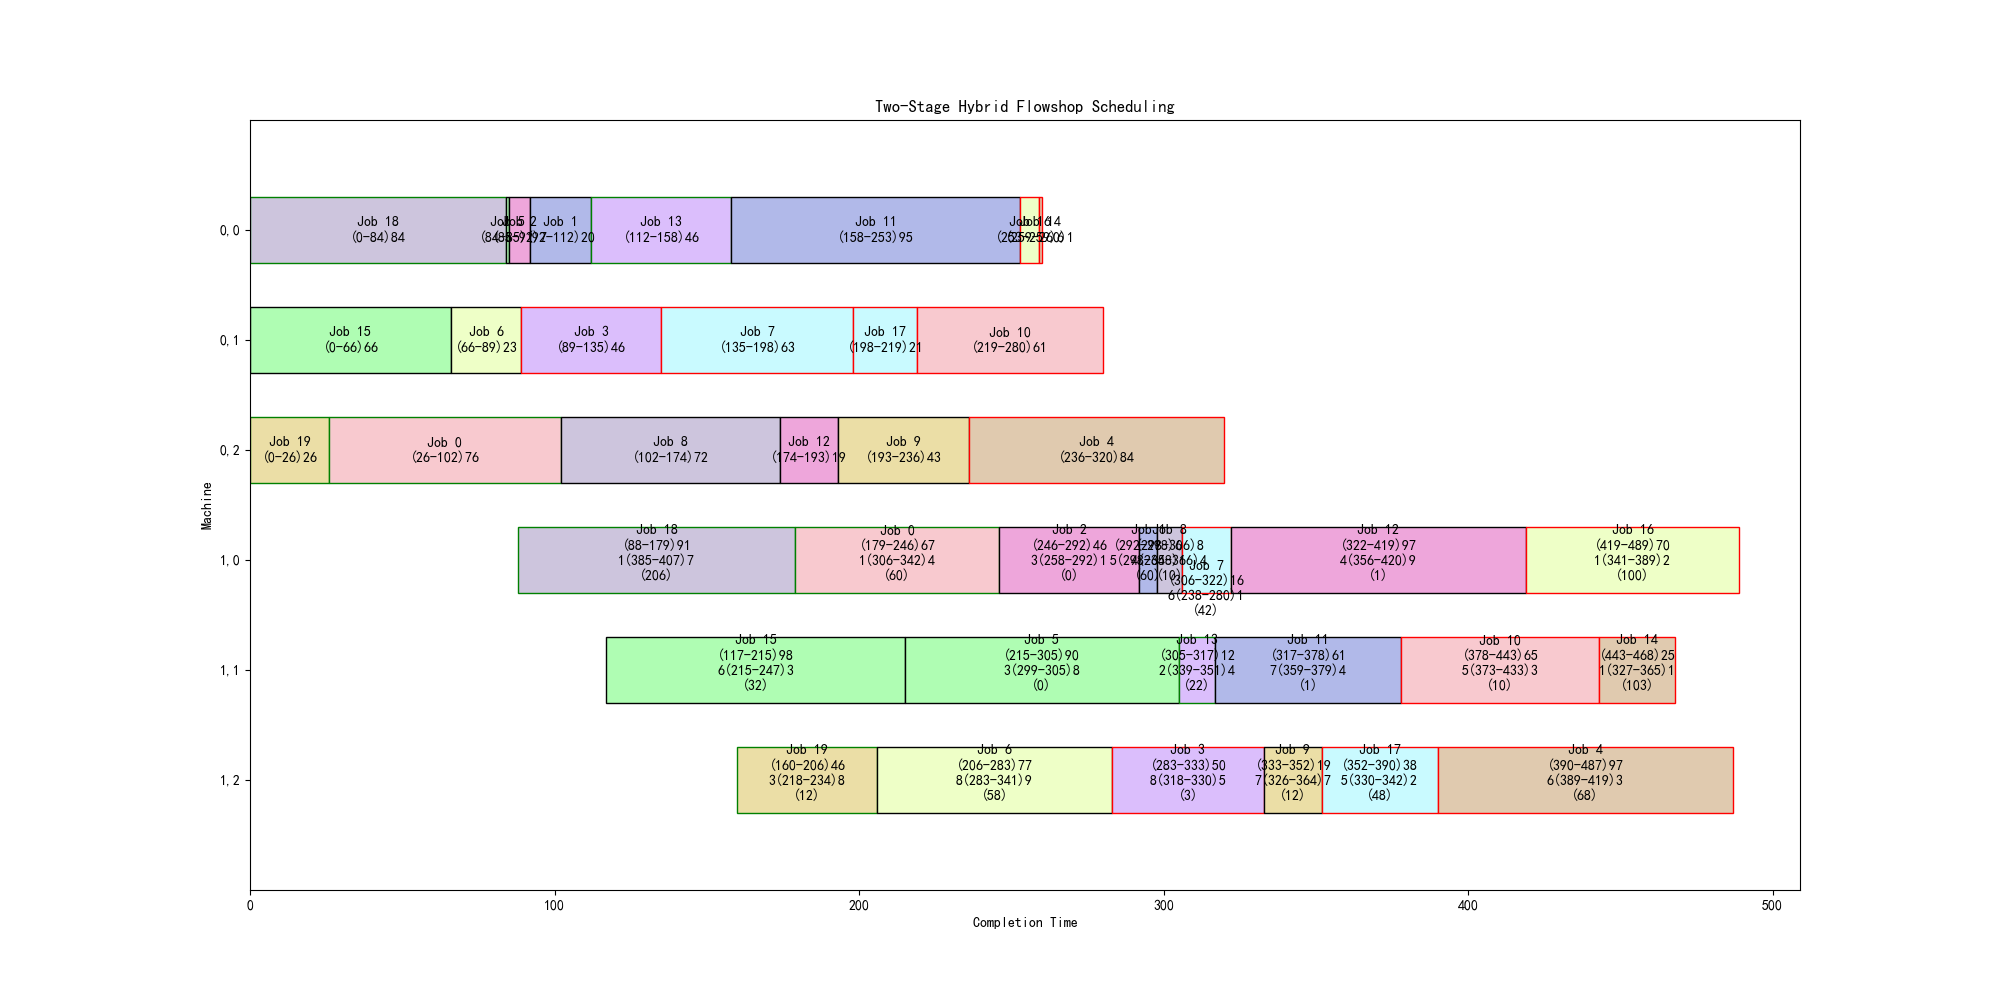 Two-Stage Hybrid Flowshop Scheduling
0,0
Job 18
(0-84)84
Job 1
Job 13
(112-158)46
Job 11
(158-253)95
0,1
Job 15
(0-66)66
Job 6
(66-89)23
Job 3
(89-135)46
Job 7
(135-198)63
Job 17
(198-219)21
Job 10
(219-280)61
0,2
Job 19
(0-26)26
Job 0
(26-102)76
Job 8
(102-174)72
Job 12
(174-193)19
Job 9
(193-236)43
Job 4
(236-320)84
1,0
Job 18
(88-179)91
1(385-407)7
(206)
Job 0
(179-246)67
1(306-342)4
(60)
Job 2
(246-292)46
3(258-292)1
(0)
(60)
(10)
Job 7
(306-322)16
6(238-280)1
(42)
Job 12
(322-419)97
4(356-420)9
(1)
Job 16
(419-489)70
1(341-389)2
(100)
1,1
Job 15
(117-215)98
6(215-247)3
(32)
Job 5
(215-305)90
3(299-305)8
(0)
Job 13
(305-317)12
2(339-351)4
(22)
Job 11
(317-378)61
7(359-379)4
(1)
Job 10
(378-443)65
5(373-433)3
(10)
Job 14
(443-468)25
1(327-365)1
(103)
1,2
Job 19
(160-206)46
3(218-234)8
(12)
Job 6
(206-283)77
8(283-341)9
(58)
Job 3
(283-333)50
8(318-330)5
(3)
Job 9
(333-352)19
7(326-364)7
(12)
Job 17
(352-390)38
5(330-342)2
(48)
Job 4
(390-487)97
6(389-419)3
(68)
Machine
0
100
200
300
400
500
Completion Time